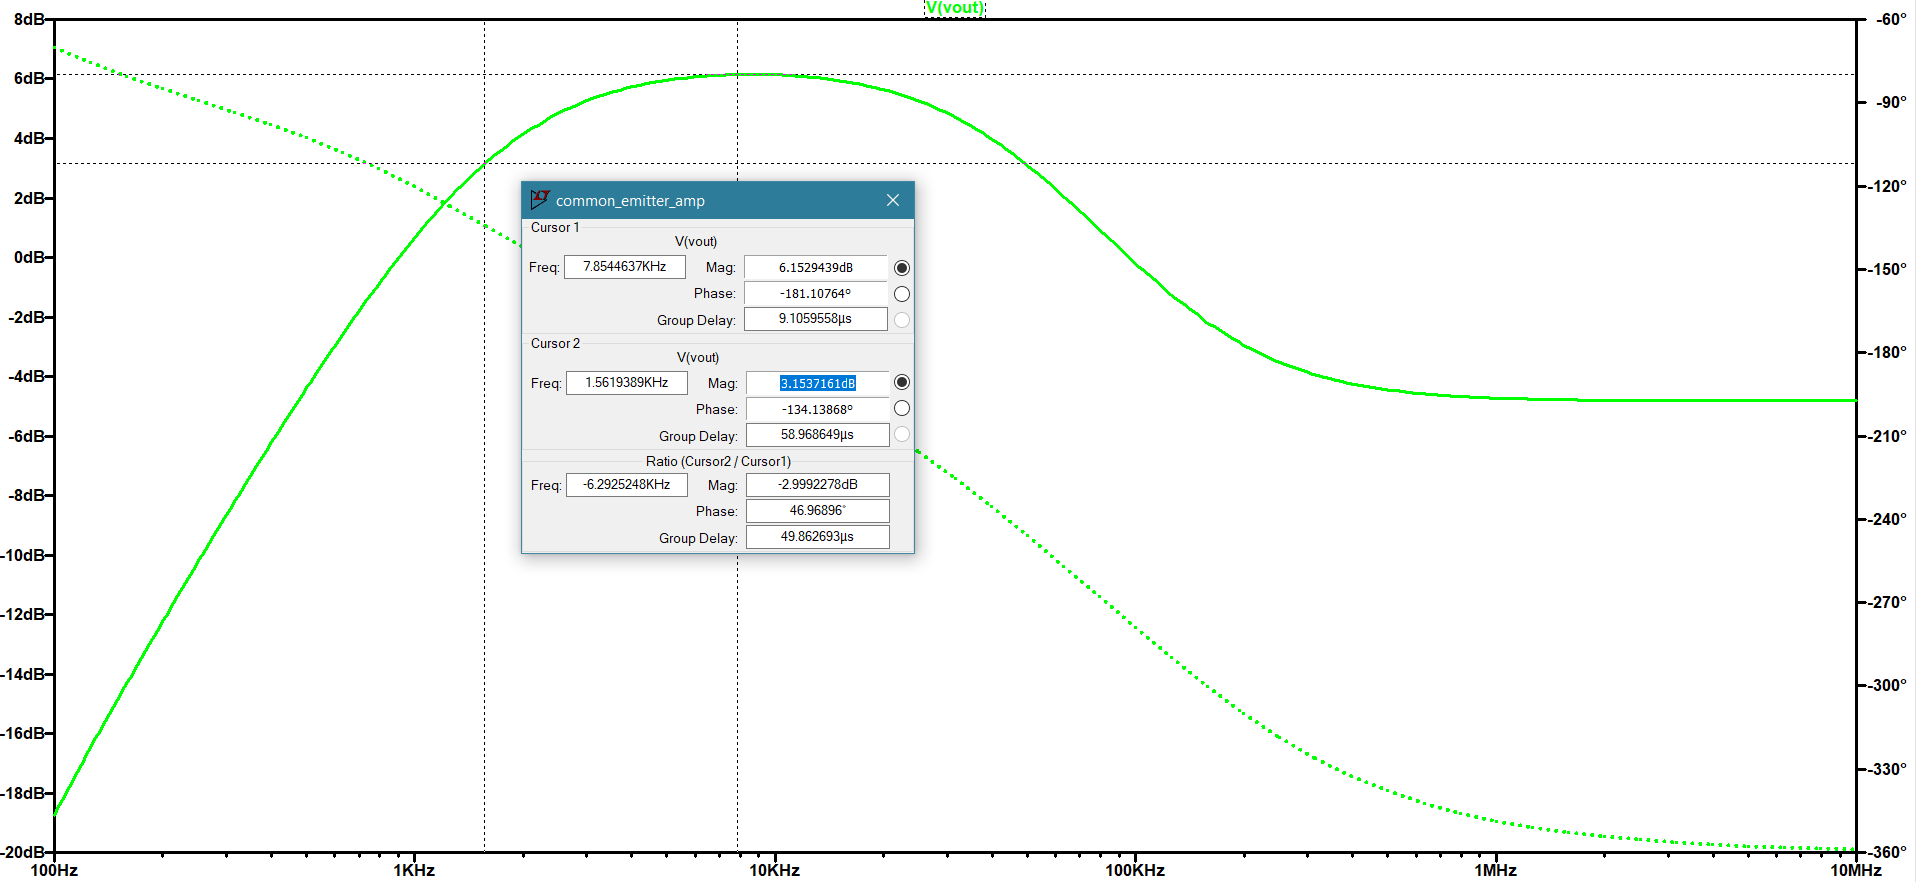 V(vout)
8dB
6dB
4dB
2dB
0dB
-2dB
-4dB
-6dB
-8dB
-10dB
-12dB
-14dB
-16dB
-18dB
-20dB
-60°
-90°
-120°
-150°
-180°
-210°
-240°
-270°
-300°
-330°
-360°
common_emitter_amp
Cursor 1
V(vout)
Freq: 7.8544637KHz Mag: 6.1529439dB
Phase: -181.10764°
Group Delay: 9.1059558µs
Cursor 2
V(vout)
Freq: 1.5619389KHz Mag: 3.1537161dB
Phase: -134.13868°
Group Delay: 58.968649µs
Ratio (Cursor2 / Cursor1)
Freq: -6.2925248KHz Mag: -2.9992278dB
Phase: 46.96896°
Group Delay: 49.862693µs
100Hz 1KHz 10KHz 100KHz 1MHz 10MHz